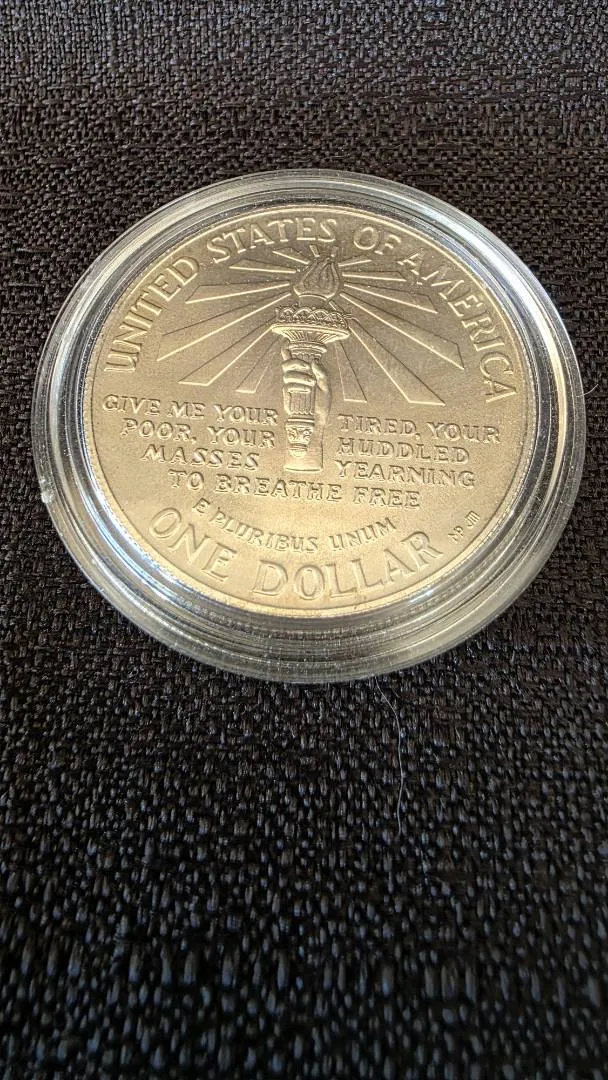 UNITED STATES OF AMERICA
GIVE ME YOUR TIRED, YOUR
POOR, YOUR HUDDLED
MASSES YEARNING
TO BREATHE FREE
E PLURIBUS UNUM
ONE DOLLAR